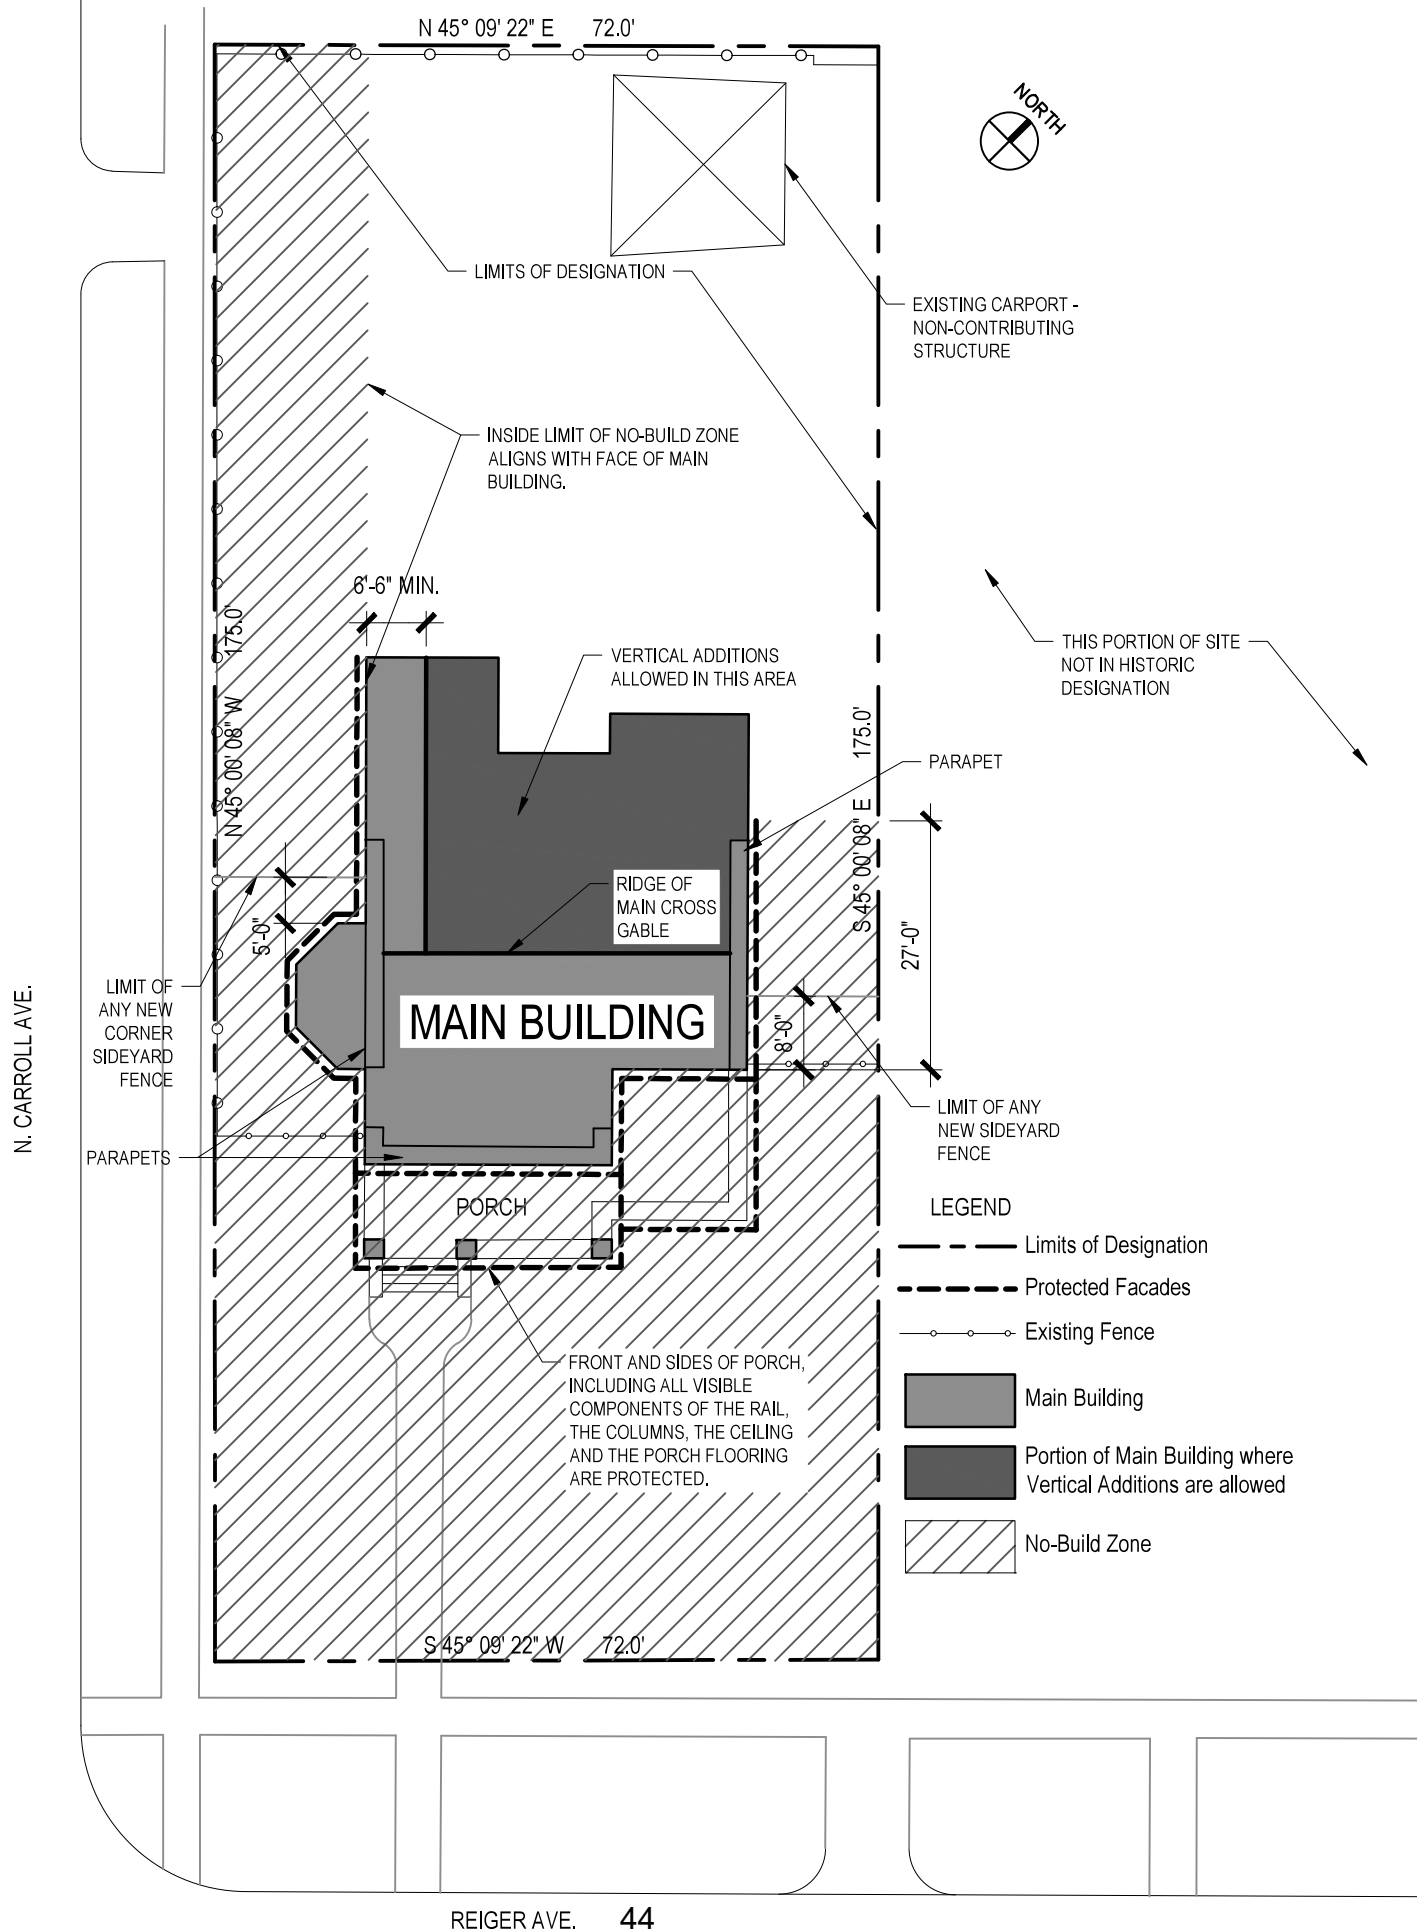 N 45° 09' 22" E 72.0'
NORTH
LIMITS OF DESIGNATION
EXISTING CARPORT -
NON-CONTRIBUTING
STRUCTURE
INSIDE LIMIT OF NO-BUILD ZONE
ALIGNS WITH FACE OF MAIN
BUILDING.
6'-6" MIN.
N 45° 00' 08" W 175.0'
VERTICAL ADDITIONS
ALLOWED IN THIS AREA
THIS PORTION OF SITE
NOT IN HISTORIC
DESIGNATION
S 45° 00' 08" E 175.0'
PARAPET
RIDGE OF
MAIN CROSS
GABLE
5'-0"
27'-0"
LIMIT OF
ANY NEW
CORNER
SIDEYARD
FENCE
MAIN BUILDING
8'-0"
N. CARROLL AVE.
LIMIT OF ANY
NEW SIDEYARD
FENCE
PARAPETS
PORCH
LEGEND
Limits of Designation
Protected Facades
Existing Fence
Main Building
Portion of Main Building where
Vertical Additions are allowed
No-Build Zone
FRONT AND SIDES OF PORCH,
INCLUDING ALL VISIBLE
COMPONENTS OF THE RAIL,
THE COLUMNS, THE CEILING
AND THE PORCH FLOORING
ARE PROTECTED.
S 45° 09' 22" W 72.0'
REIGER AVE. 44